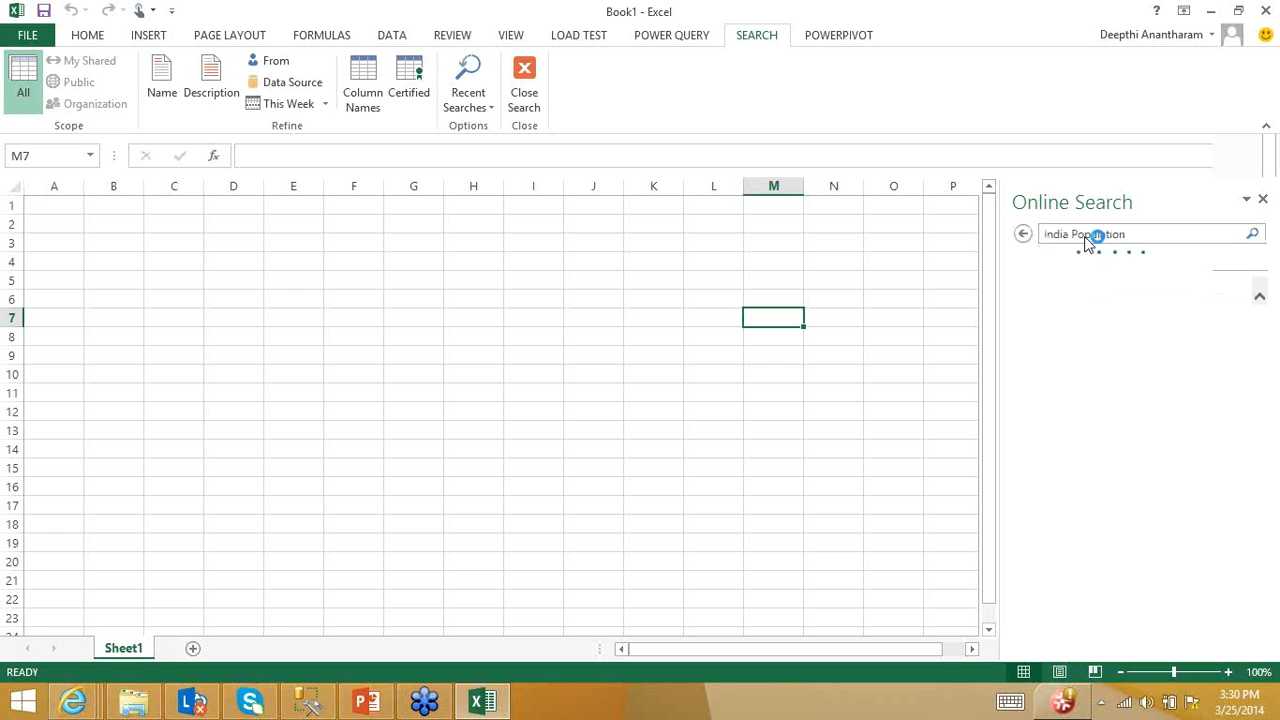 Book1 - Excel
?
FILE HOME INSERT PAGE LAYOUT FORMULAS DATA REVIEW VIEW LOAD TEST POWER QUERY SEARCH POWERPIVOT Deepthi Anantharam
All
My Shared
Public
Organization
Scope
Name
Description
From
Data Source
This Week
Refine
Column Names
Certified
Recent Searches
Options
Close Search
Close
M7
fx
A B C D E F G H I J K L M N O P
1
2
3
4
5
6
7
8
9
10
11
12
13
14
15
16
17
18
19
20
21
22
23
Online Search
India Population
Sheet1
READY
100%
3:30 PM
3/25/2014